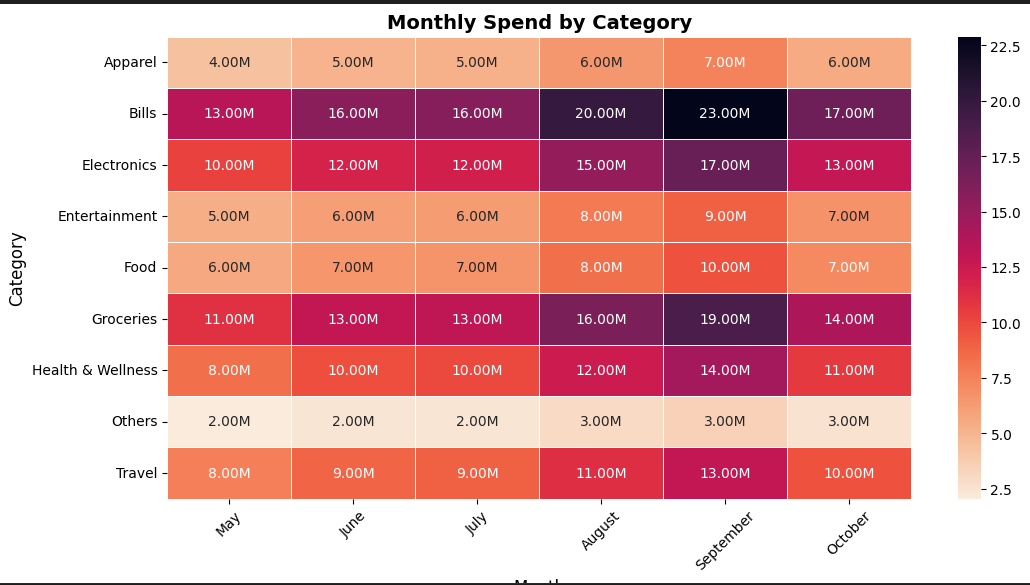 Monthly Spend by Category
Category
Apparel 4.00M 5.00M 5.00M 6.00M 7.00M 6.00M
Bills 13.00M 16.00M 16.00M 20.00M 23.00M 17.00M
Electronics 10.00M 12.00M 12.00M 15.00M 17.00M 13.00M
Entertainment 5.00M 6.00M 6.00M 8.00M 9.00M 7.00M
Food 6.00M 7.00M 7.00M 8.00M 10.00M 7.00M
Groceries 11.00M 13.00M 13.00M 16.00M 19.00M 14.00M
Health & Wellness 8.00M 10.00M 10.00M 12.00M 14.00M 11.00M
Others 2.00M 2.00M 2.00M 3.00M 3.00M 3.00M
Travel 8.00M 9.00M 9.00M 11.00M 13.00M 10.00M
May June July August September October
22.5
20.0
17.5
15.0
12.5
10.0
7.5
5.0
2.5